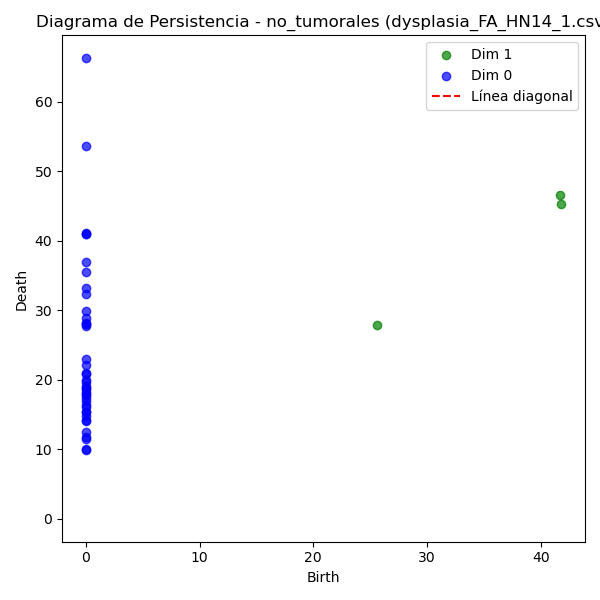 Diagrama de Persistencia - no_tumorales (dysplasia_FA_HN14_1.csv
Dim 1
Dim 0
Línea diagonal
Death
60
50
40
30
20
10
0
0 10 20 30 40
Birth